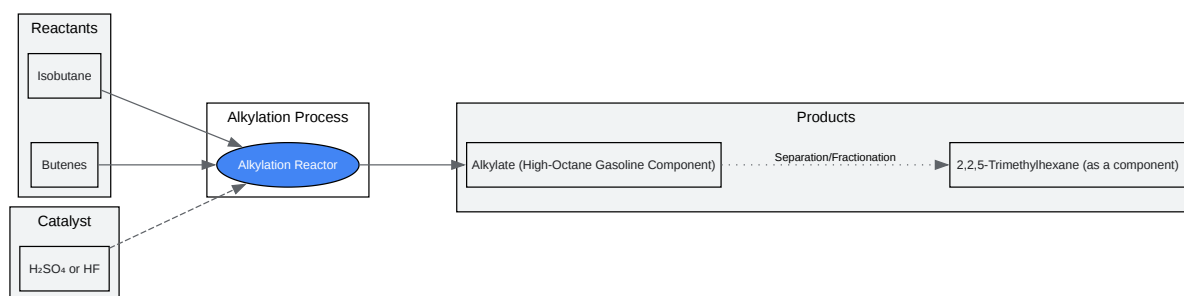 Reactants
Isobutane
Butenes
Catalyst
H₂SO₄ or HF
Alkylation Process
Alkylation Reactor
Products
Alkylate (High-Octane Gasoline Component)
Separation/Fractionation
2,2,5-Trimethylhexane (as a component)